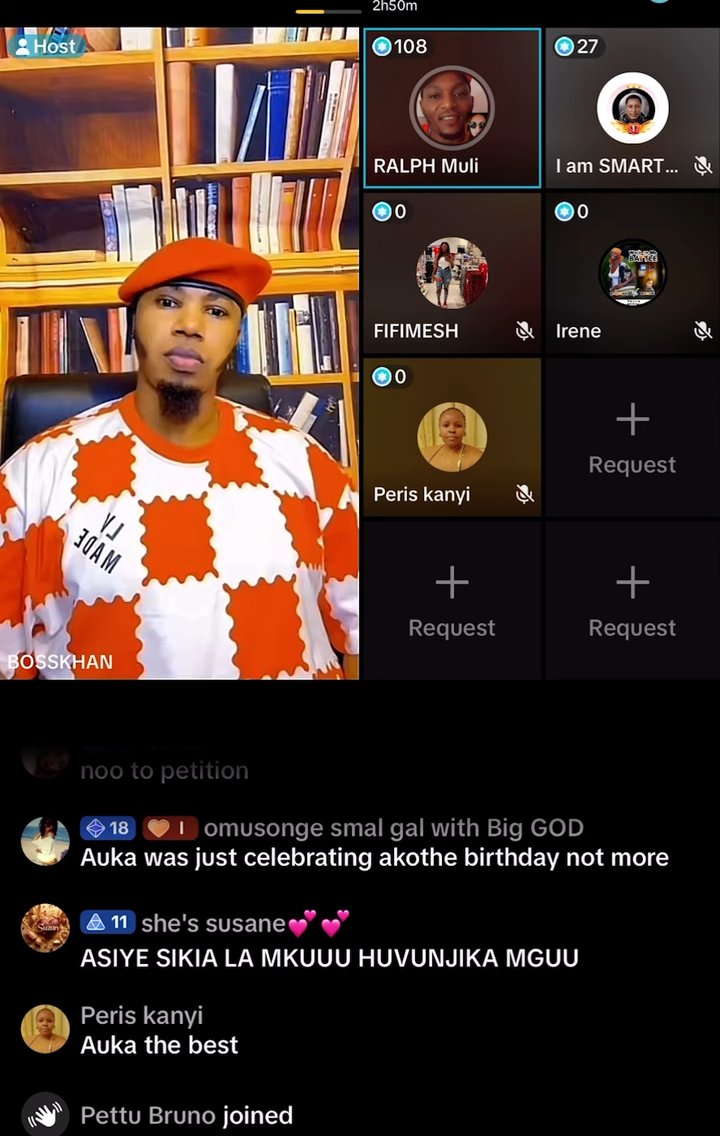 2h50m
Host
108
27
RALPH Muli
I am SMART...
0
0
FIFIMESH
Irene
0
Peris kanyi
Request
Request
Request
LV
MADE
BOSSKHAN
noo to petition
18 I omusonge smal gal with Big GOD
Auka was just celebrating akothe birthday not more
11 she's susane💕💕
ASIYE SIKIA LA MKUUU HUVUNJIKA MGUU
Peris kanyi
Auka the best
Pettu Bruno joined